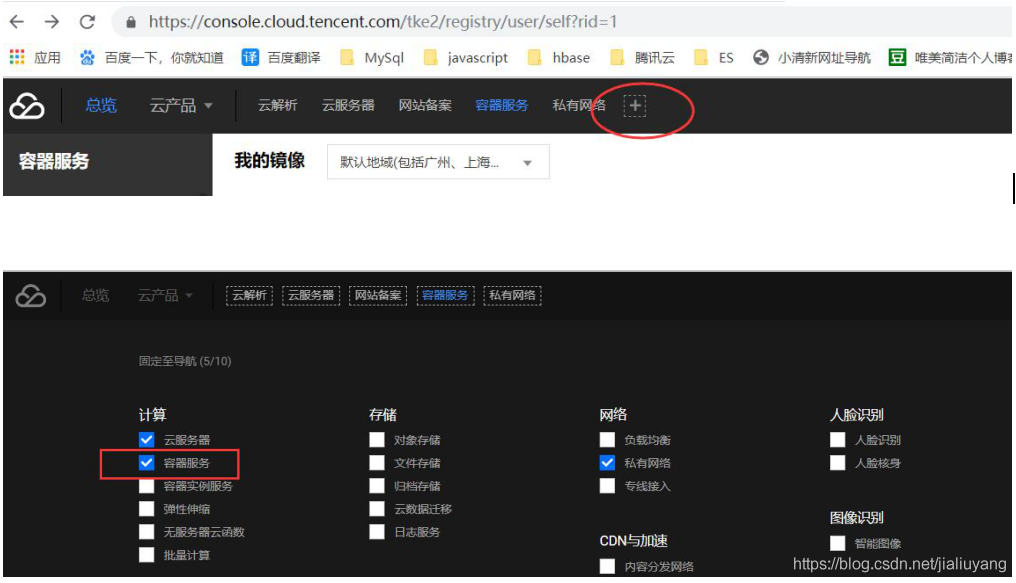 https://console.cloud.tencent.com/tke2/registry/user/self?rid=1
应用 百度一下，你就知道 译 百度翻译 MySql javascript hbase 腾讯云 ES 小清新网址导航 豆 唯美简洁个人博客
总览 云产品 云解析 云服务器 网站备案 容器服务 私有网络 +
容器服务 我的镜像 默认地域(包括广州、上海...
总览 云产品 云解析 云服务器 网站备案 容器服务 私有网络
固定至导航 (5/10)
计算 存储 网络 人脸识别
云服务器 对象存储 负载均衡 人脸识别
容器服务 文件存储 私有网络 人脸核身
容器实例服务 归档存储 专线接入
弹性伸缩 云数据迁移 图像识别
无服务器云函数 日志服务 CDN与加速 智能图像
批量计算 内容分发网络
https://blog.csdn.net/jialiuyang